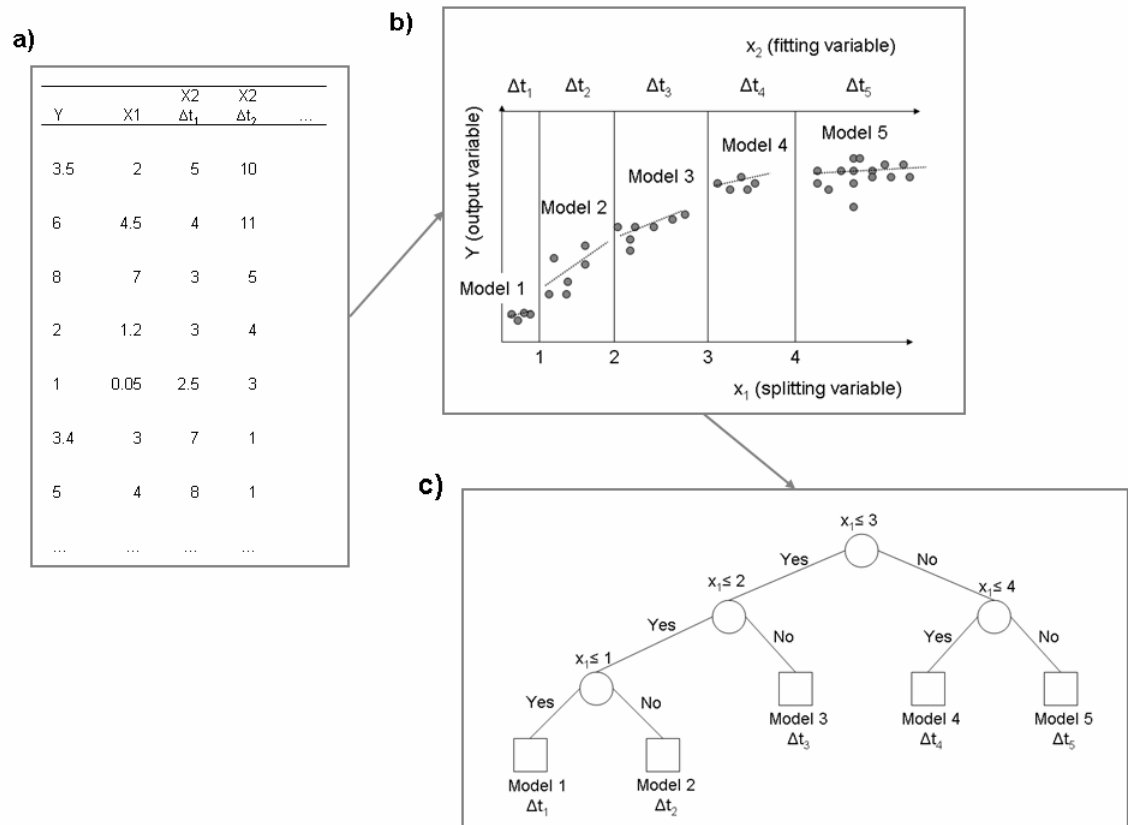 a)
X2 X2
Y X1 Δt₁ Δt₂ ...
3.5 2 5 10
6 4.5 4 11
8 7 3 5
2 1.2 3 4
1 0.05 2.5 3
3.4 3 7 1
5 4 8 1
... ... ... ...
b)
x₂ (fitting variable)
Δt₁ Δt₂ Δt₃ Δt₄ Δt₅
Y (output variable)
Model 1
Model 2
Model 3
Model 4
Model 5
1 2 3 4
x₁ (splitting variable)
c)
x₁≤ 3
Yes No
x₁≤ 2
x₁≤ 4
Yes No
Yes No
x₁≤ 1
Yes No
Model 3
Δt₃
Model 4
Δt₄
Model 5
Δt₅
Model 1
Δt₁
Model 2
Δt₂